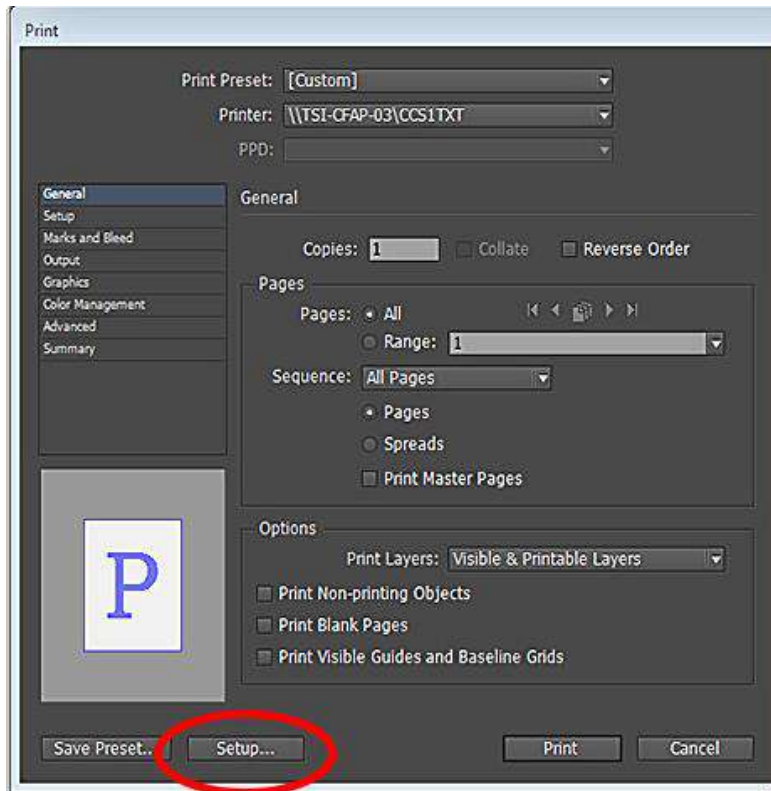 Print
Print Preset: [Custom]
Printer: \\TSI-CFAP-03\CCS1TXT
PPD:
General
Setup
Marks and Bleed
Output
Graphics
Color Management
Advanced
Summary
General
Copies: 1 Collate Reverse Order
Pages
Pages: All
Range: 1
Sequence: All Pages
Pages
Spreads
Print Master Pages
P
Options
Print Layers: Visible & Printable Layers
Print Non-printing Objects
Print Blank Pages
Print Visible Guides and Baseline Grids
Save Preset... Setup... Print Cancel